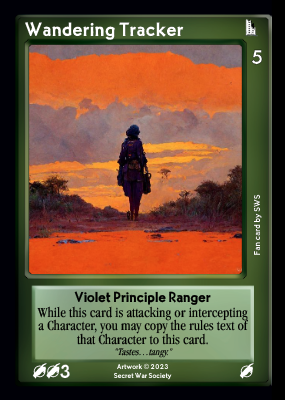 Wandering Tracker
5
Fan card by SWS
Violet Principle Ranger
While this card is attacking or intercepting
a Character, you may copy the rules text of
that Character to this card.
"Tastes...tangy."
3
Artwork © 2023
Secret War Society